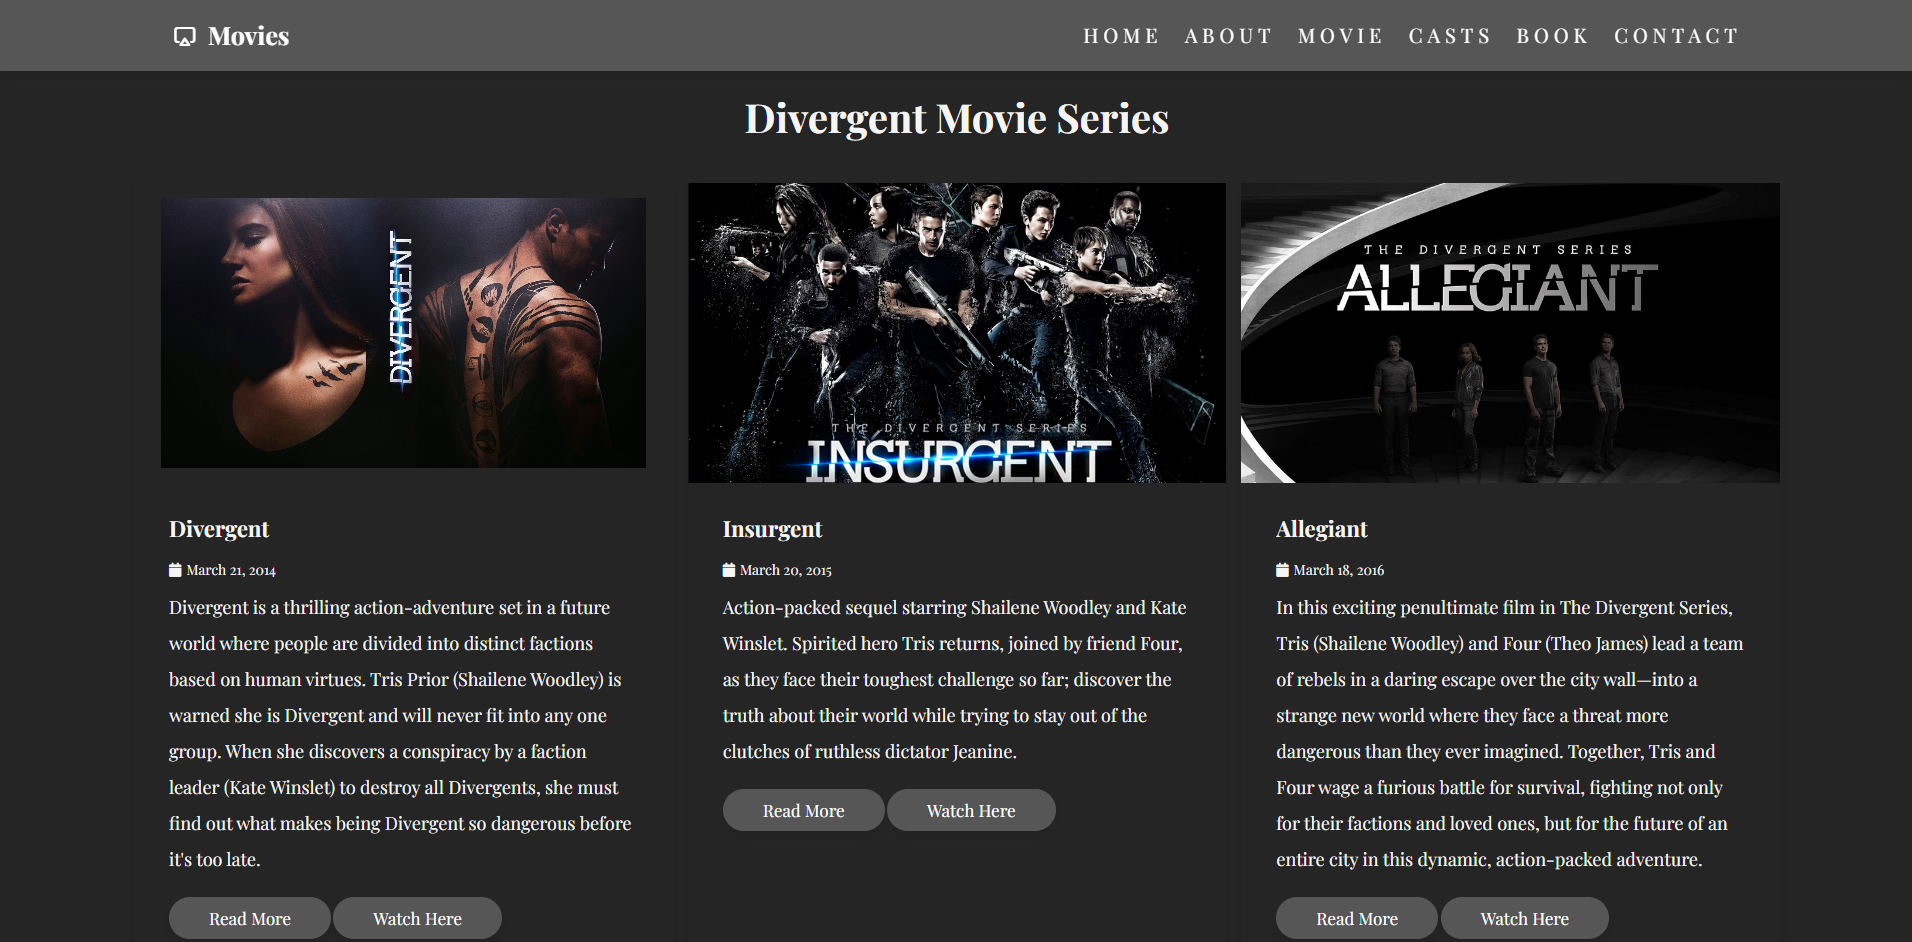 Movies
HOME ABOUT MOVIE CASTS BOOK CONTACT
Divergent Movie Series
DIVERGENT
THE DIVERGENT SERIES
INSURGENT
THE DIVERGENT SERIES
ALLEGIANT
Divergent
March 21, 2014
Divergent is a thrilling action-adventure set in a future
world where people are divided into distinct factions
based on human virtues. Tris Prior (Shailene Woodley) is
warned she is Divergent and will never fit into any one
group. When she discovers a conspiracy by a faction
leader (Kate Winslet) to destroy all Divergents, she must
find out what makes being Divergent so dangerous before
it's too late.
Read More Watch Here
Insurgent
March 20, 2015
Action-packed sequel starring Shailene Woodley and Kate
Winslet. Spirited hero Tris returns, joined by friend Four,
as they face their toughest challenge so far; discover the
truth about their world while trying to stay out of the
clutches of ruthless dictator Jeanine.
Read More Watch Here
Allegiant
March 18, 2016
In this exciting penultimate film in The Divergent Series,
Tris (Shailene Woodley) and Four (Theo James) lead a team
of rebels in a daring escape over the city wall—into a
strange new world where they face a threat more
dangerous than they ever imagined. Together, Tris and
Four wage a furious battle for survival, fighting not only
for their factions and loved ones, but for the future of an
entire city in this dynamic, action-packed adventure.
Read More Watch Here